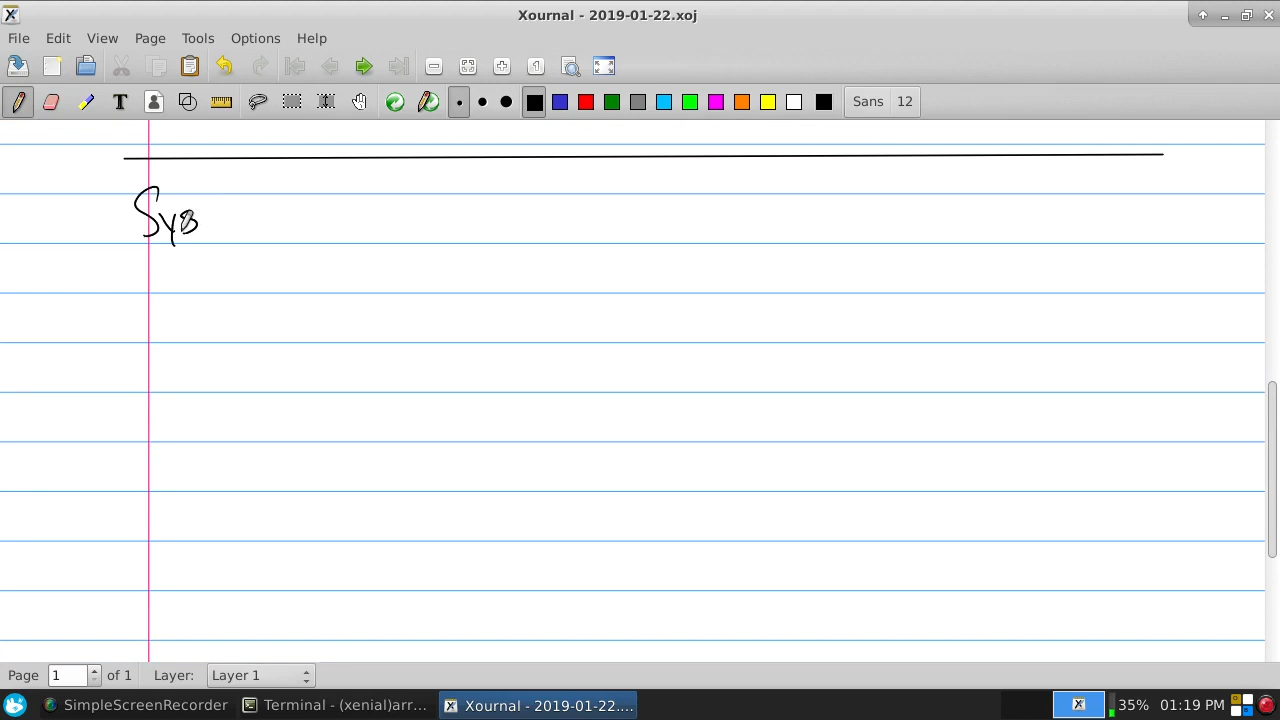 Xournal - 2019-01-22.xoj
File Edit View Page Tools Options Help
T Sans 12
Sys
Page 1 of 1 Layer: Layer 1
SimpleScreenRecorder Terminal - (xenial)arr... Xournal - 2019-01-22.... 35% 01:19 PM